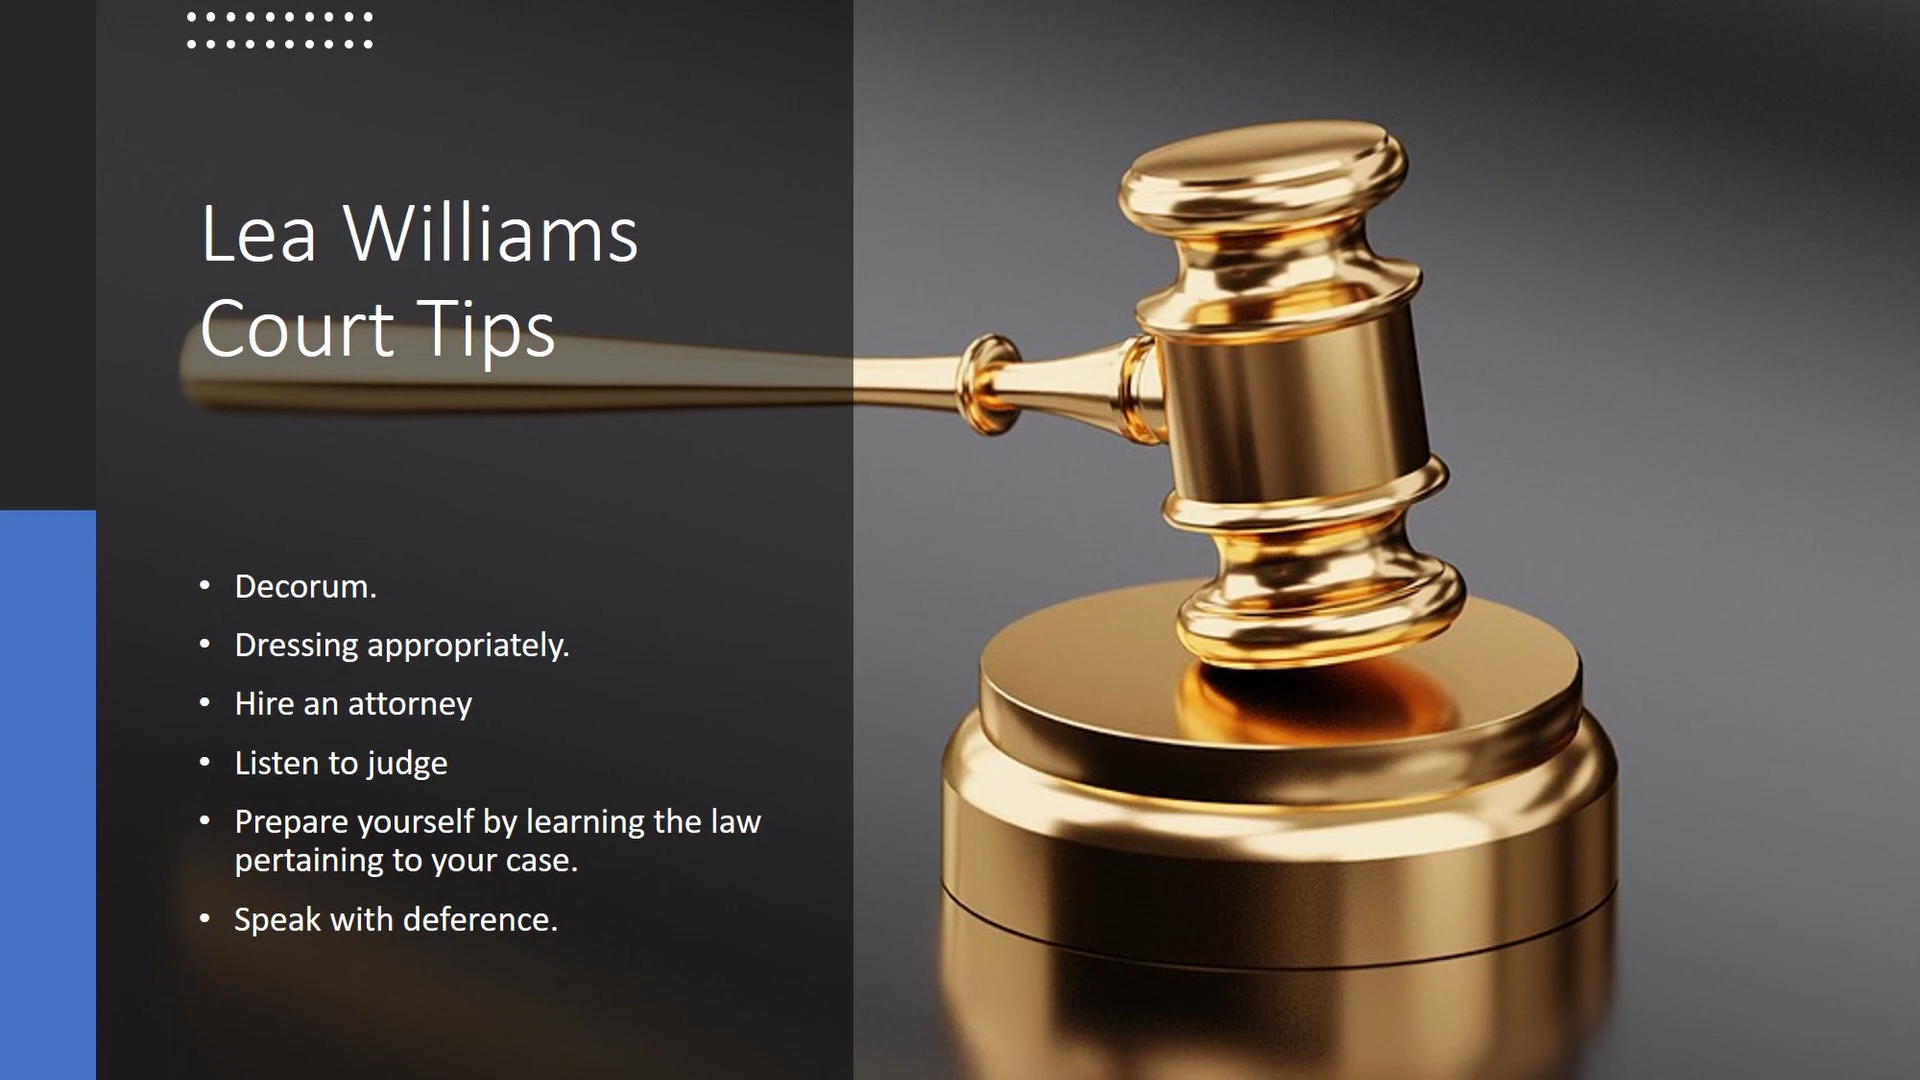 Lea Williams
Court Tips
• Decorum.
• Dressing appropriately.
• Hire an attorney
• Listen to judge
• Prepare yourself by learning the law
pertaining to your case.
• Speak with deference.